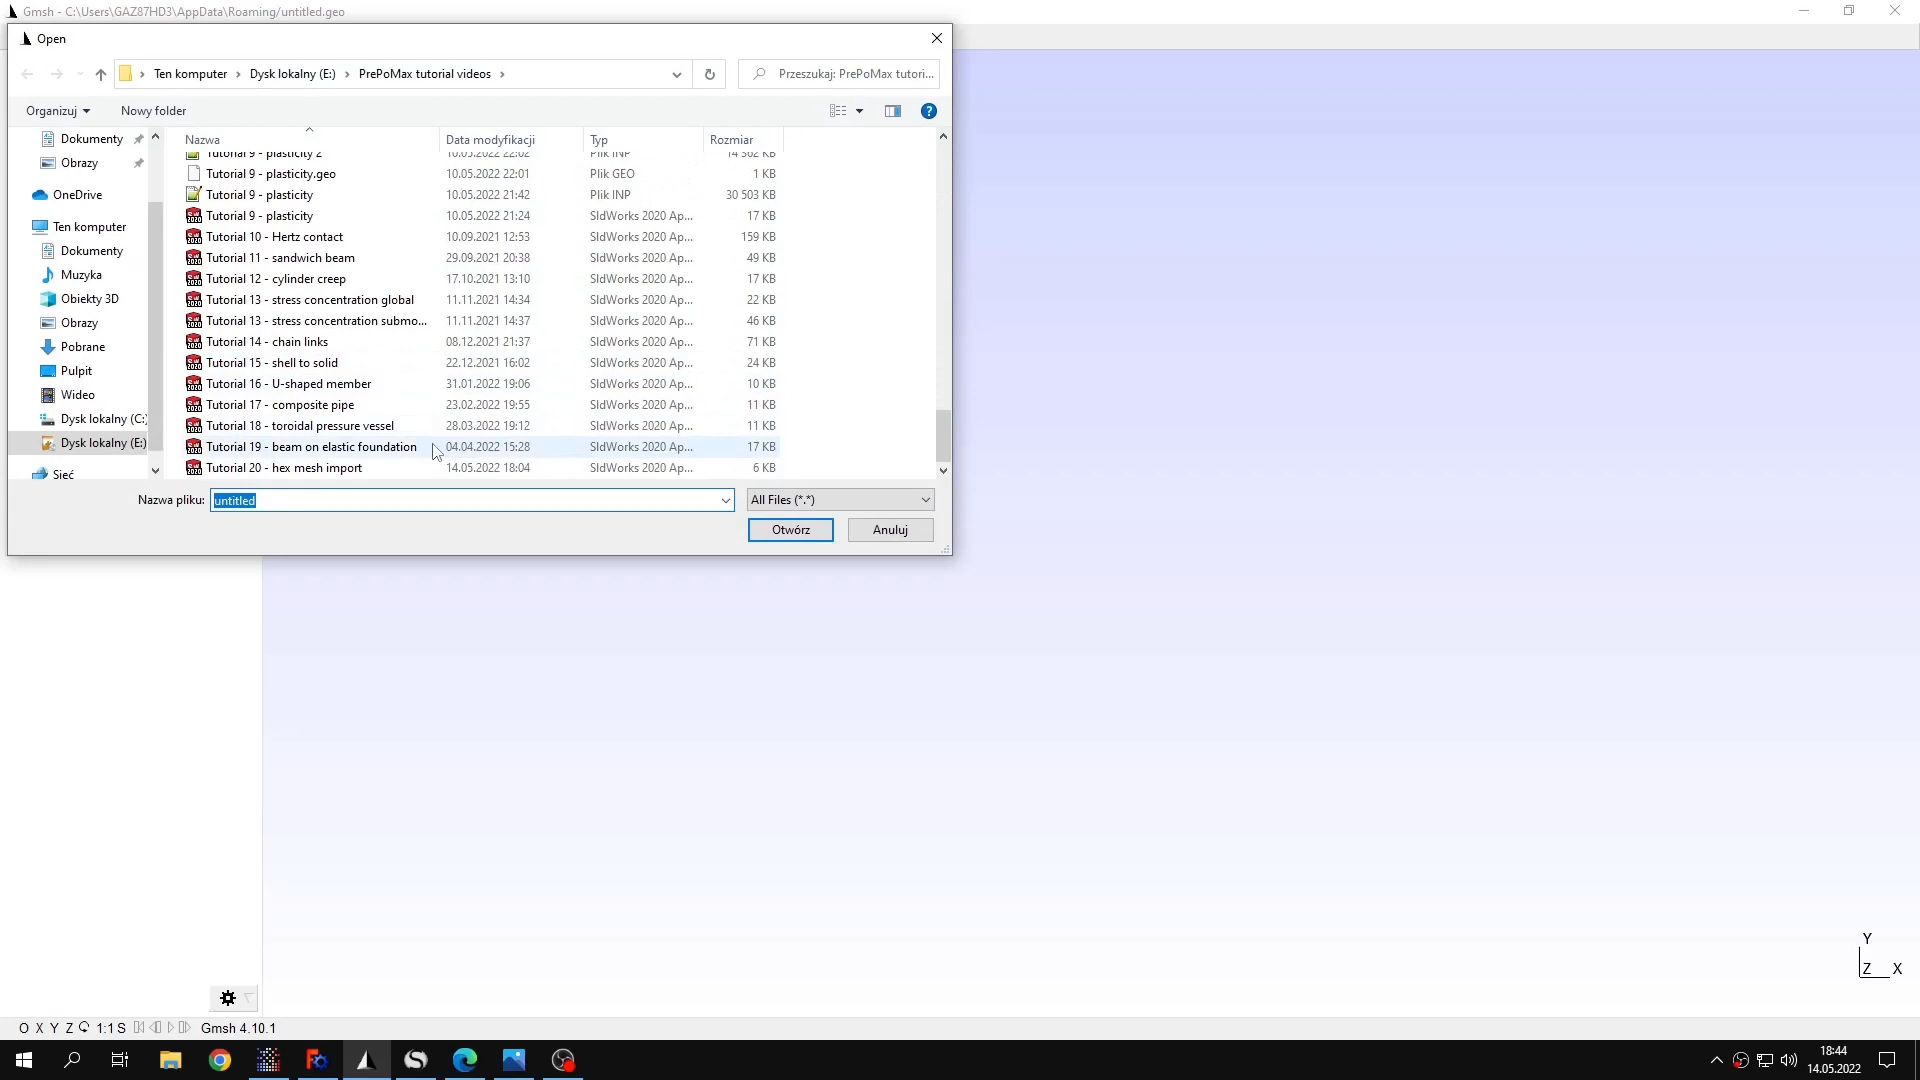 Gmsh - C:\Users\GAZ87HD3\AppData\Roaming/untitled.geo
Open
Ten komputer > Dysk lokalny (E:) > PrePoMax tutorial videos >
Przeszukaj: PrePoMax tutori...
Organizuj
Nowy folder
Nazwa
Data modyfikacji
Typ
Rozmiar
Dokumenty
Obrazy
OneDrive
Ten komputer
Dokumenty
Muzyka
Obiekty 3D
Obrazy
Pobrane
Pulpit
Wideo
Dysk lokalny (C:)
Dysk lokalny (E:)
Sieć
Tutorial 9 - plasticity 2 10.05.2022 22:02 Plik INP 14 562 KB
Tutorial 9 - plasticity.geo 10.05.2022 22:01 Plik GEO 1 KB
Tutorial 9 - plasticity 10.05.2022 21:42 Plik INP 30 503 KB
Tutorial 9 - plasticity 10.05.2022 21:24 SldWorks 2020 Ap... 17 KB
Tutorial 10 - Hertz contact 10.09.2021 12:53 SldWorks 2020 Ap... 159 KB
Tutorial 11 - sandwich beam 29.09.2021 20:38 SldWorks 2020 Ap... 49 KB
Tutorial 12 - cylinder creep 17.10.2021 13:10 SldWorks 2020 Ap... 17 KB
Tutorial 13 - stress concentration global 11.11.2021 14:34 SldWorks 2020 Ap... 22 KB
Tutorial 13 - stress concentration submo... 11.11.2021 14:37 SldWorks 2020 Ap... 46 KB
Tutorial 14 - chain links 08.12.2021 21:37 SldWorks 2020 Ap... 71 KB
Tutorial 15 - shell to solid 22.12.2021 16:02 SldWorks 2020 Ap... 24 KB
Tutorial 16 - U-shaped member 31.01.2022 19:06 SldWorks 2020 Ap... 10 KB
Tutorial 17 - composite pipe 23.02.2022 19:55 SldWorks 2020 Ap... 11 KB
Tutorial 18 - toroidal pressure vessel 28.03.2022 19:12 SldWorks 2020 Ap... 11 KB
Tutorial 19 - beam on elastic foundation 04.04.2022 15:28 SldWorks 2020 Ap... 17 KB
Tutorial 20 - hex mesh import 14.05.2022 18:04 SldWorks 2020 Ap... 6 KB
Nazwa pliku: untitled
All Files (*.*)
Otwórz
Anuluj
Y
Z X
O X Y Z 1:1 S Gmsh 4.10.1
18:44
14.05.2022